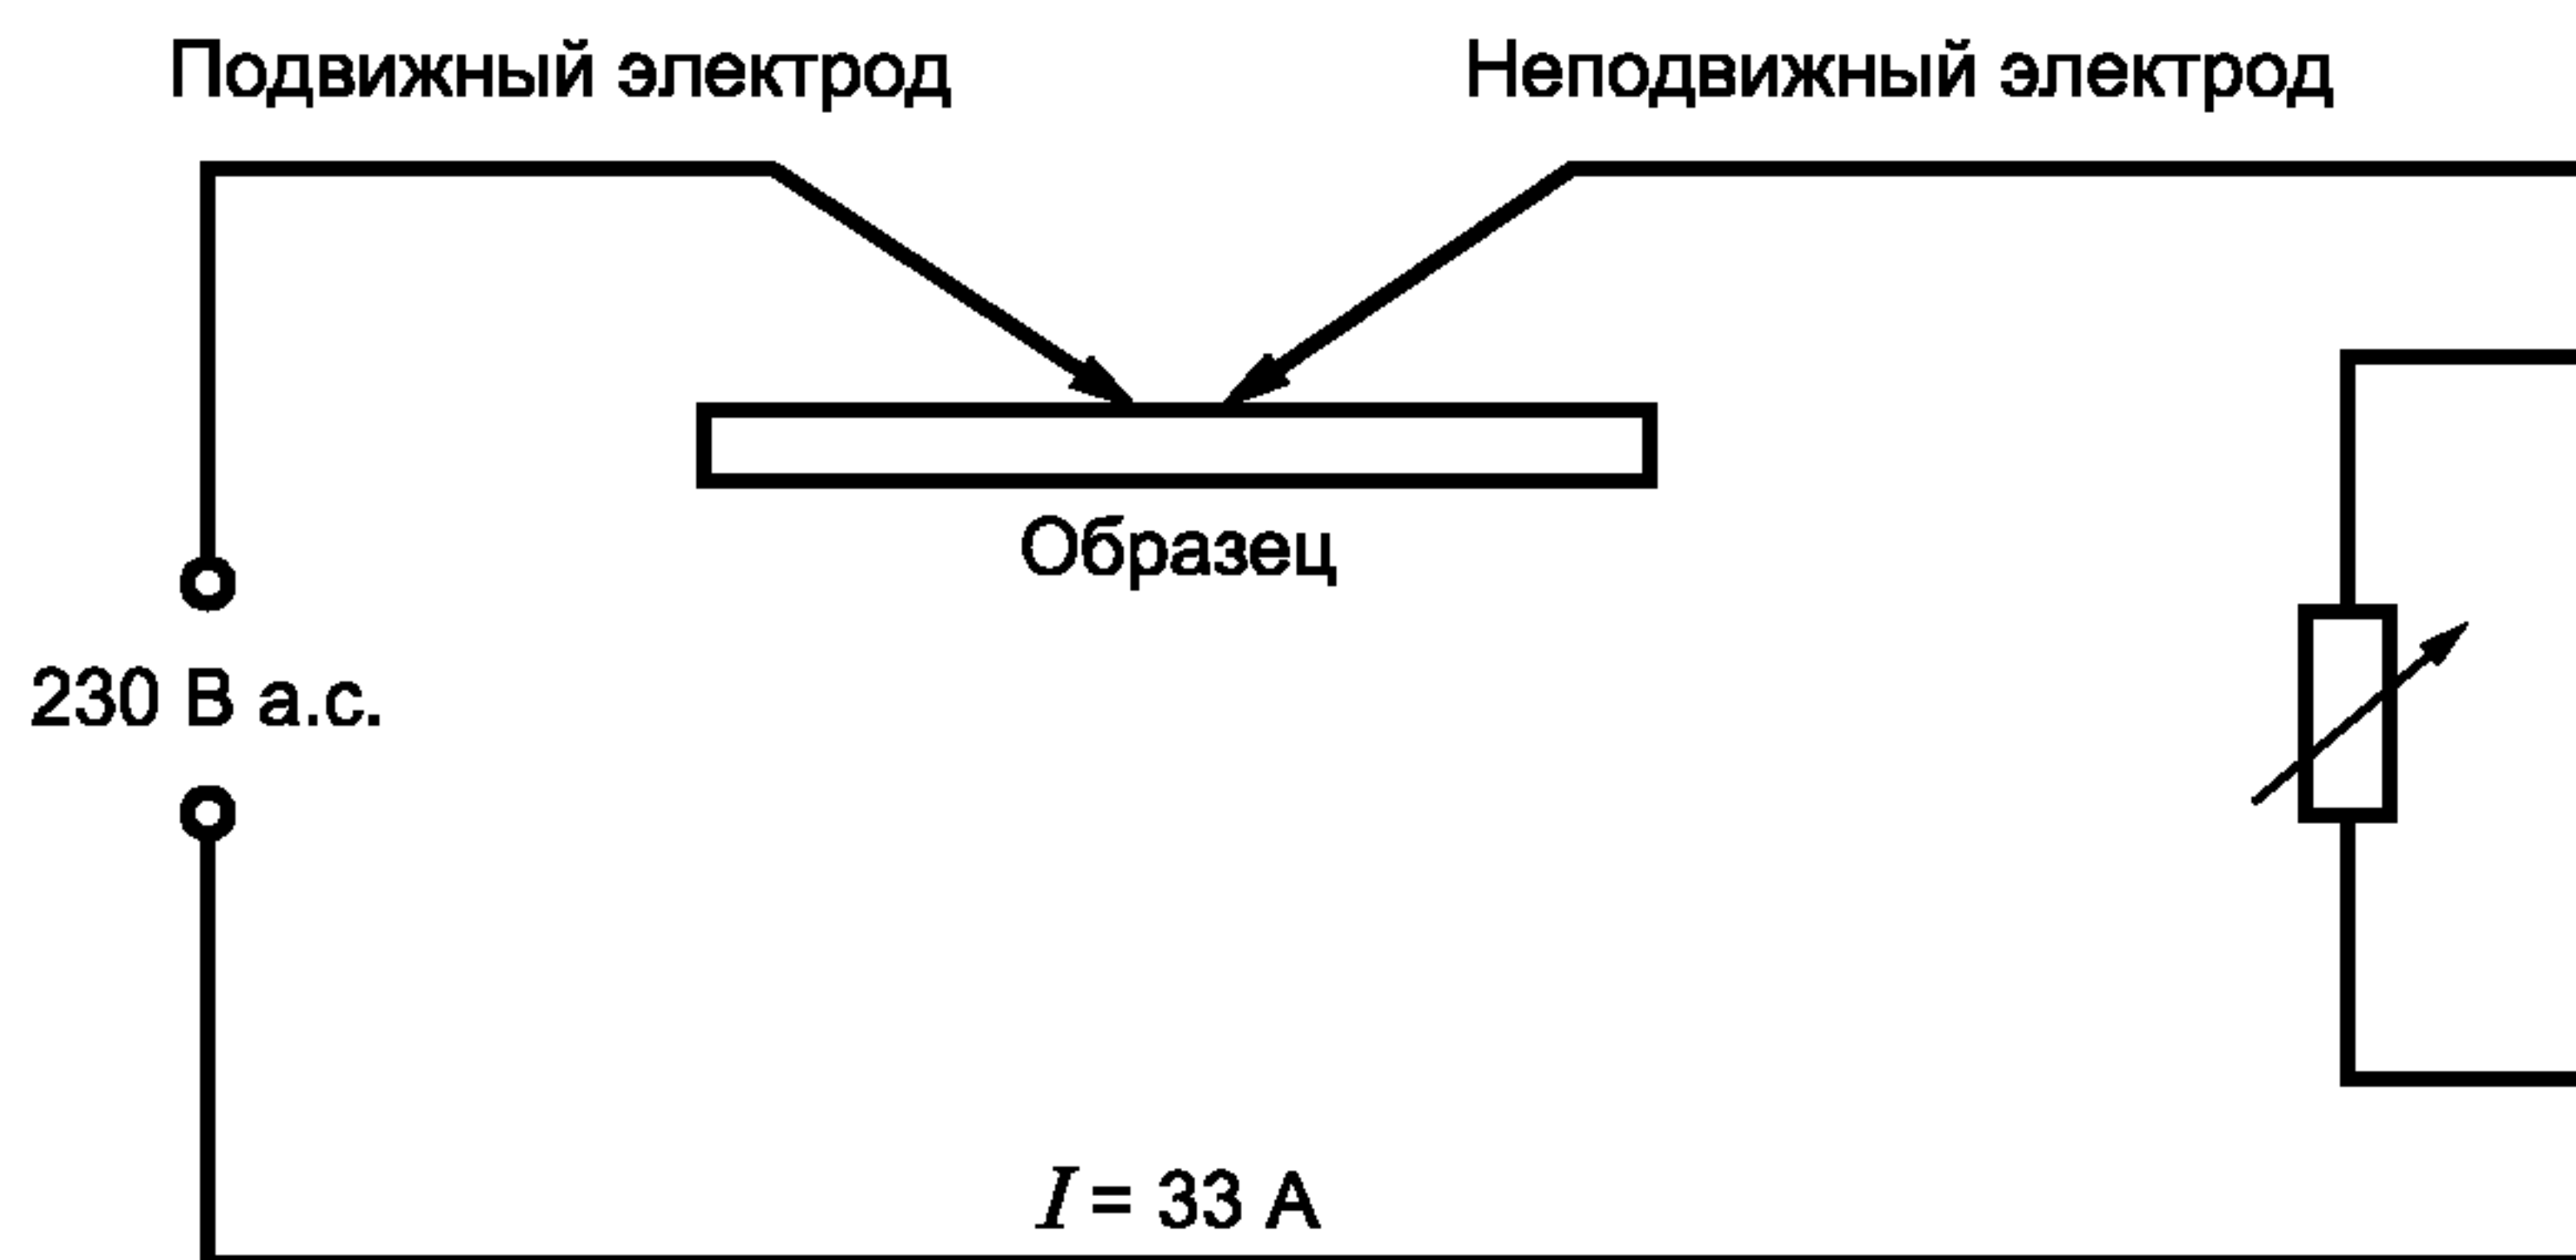 Подвижный электрод
Неподвижный электрод
Образец
230 В а.с.
I = 33 А